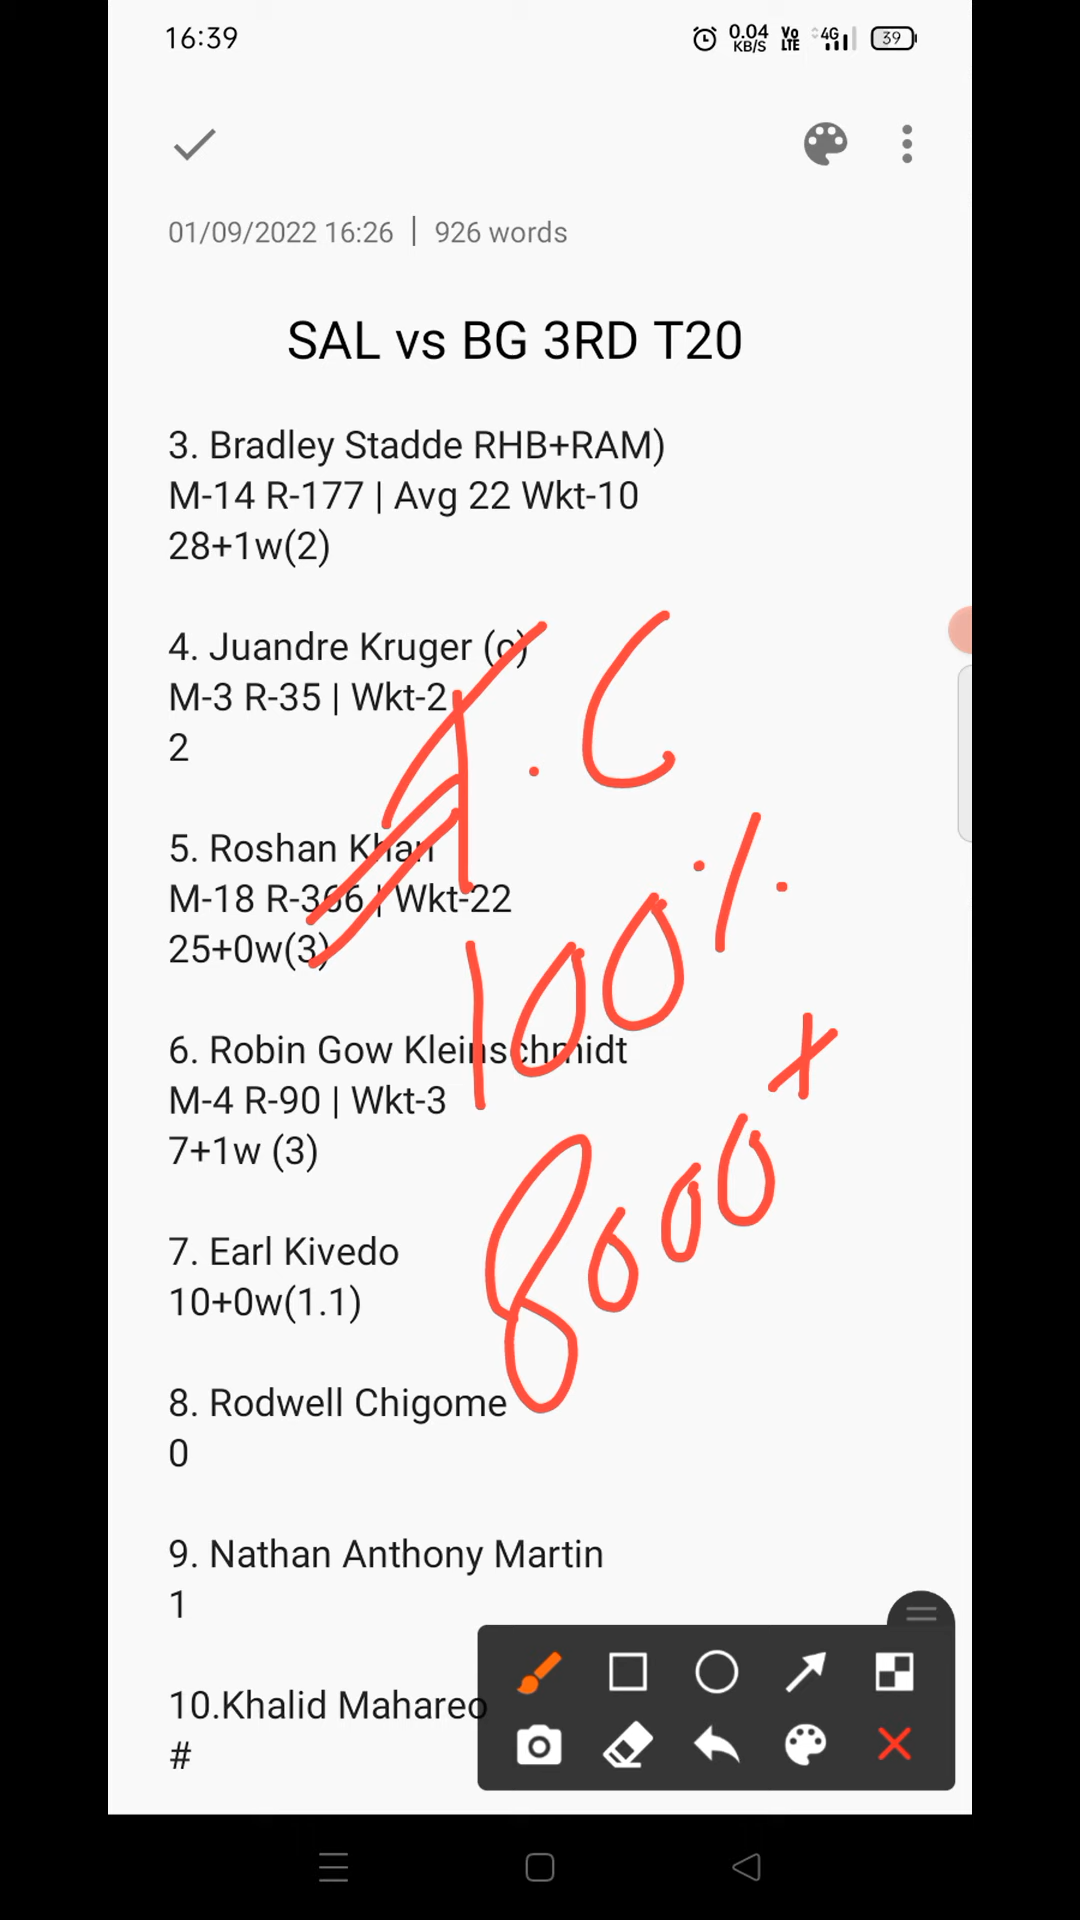 16:39
0.04 KB/S Vo LTE 4G 39
01/09/2022 16:26 | 926 words
SAL vs BG 3RD T20
3. Bradley Stadde RHB+RAM)
M-14 R-177 | Avg 22 Wkt-10
28+1w(2)
4. Juandre Kruger (c)
M-3 R-35 | Wkt-2
2
.C
5. Roshan Khan
M-18 R-366 | Wkt-22
25+0w(3)
100%.
6. Robin Gow Kleinschmidt
M-4 R-90 | Wkt-3
7+1w (3)
8000+
7. Earl Kivedo
10+0w(1.1)
8. Rodwell Chigome
0
9. Nathan Anthony Martin
1
10.Khalid Mahareo
#